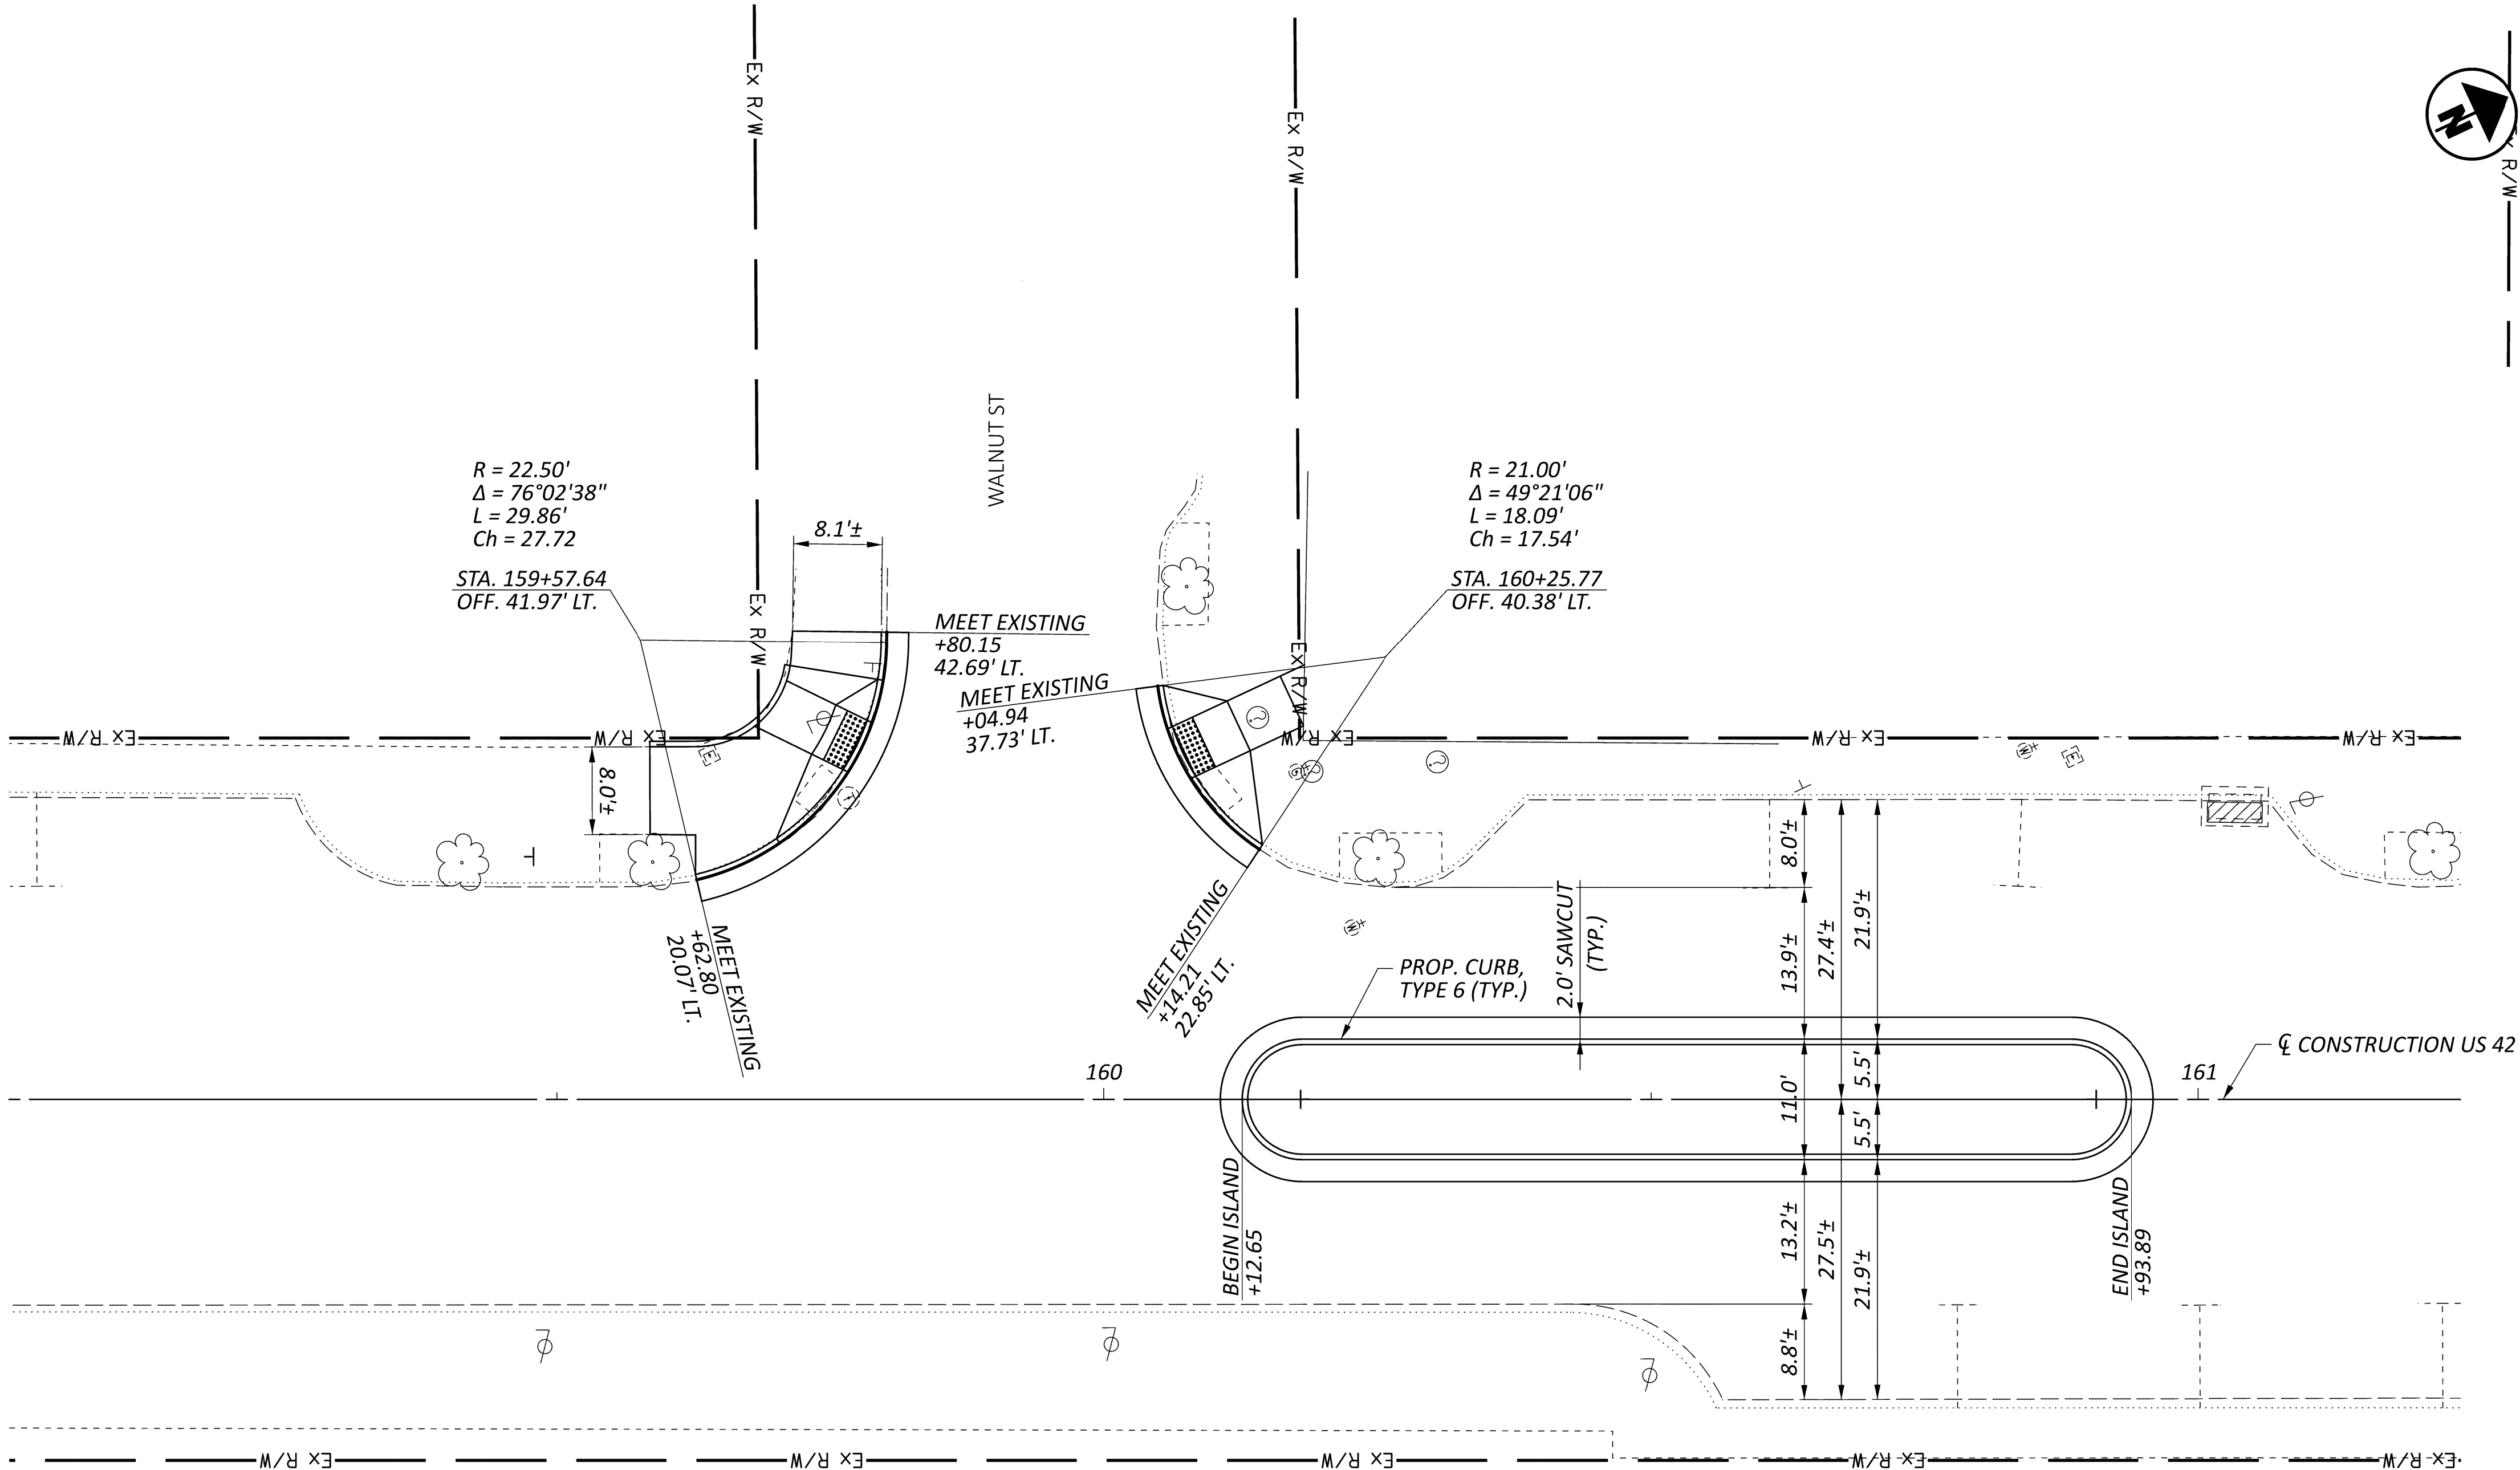 Ex R/W
Ex R/W
N
Ex R/W
WALNUT ST
R = 22.50'
Δ = 76°02'38"
L = 29.86'
Ch = 27.72
STA. 159+57.64
OFF. 41.97' LT.
8.1'±
R = 21.00'
Δ = 49°21'06"
L = 18.09'
Ch = 17.54'
STA. 160+25.77
OFF. 40.38' LT.
Ex R/W
MEET EXISTING
+80.15
42.69' LT.
MEET EXISTING
+04.94
37.73' LT.
Ex R/W
Ex R/W
Ex R/W
Ex R/W
Ex R/W
Ex R/W
E
?
?
?
G
W
E
8.0'±
T
MEET EXISTING
+62.80
20.07' LT.
MEET EXISTING
+14.21
22.85' LT.
W
2.0' SAWCUT
(TYP.)
PROP. CURB,
TYPE 6 (TYP.)
8.0'±
13.9'±
27.4'±
21.9'±
160
161
℄ CONSTRUCTION US 42
11.0'
5.5'
5.5'
BEGIN ISLAND
+12.65
END ISLAND
+93.89
13.2'±
27.5'±
21.9'±
8.8'±
Ex R/W
Ex R/W
Ex R/W
Ex R/W
Ex R/W